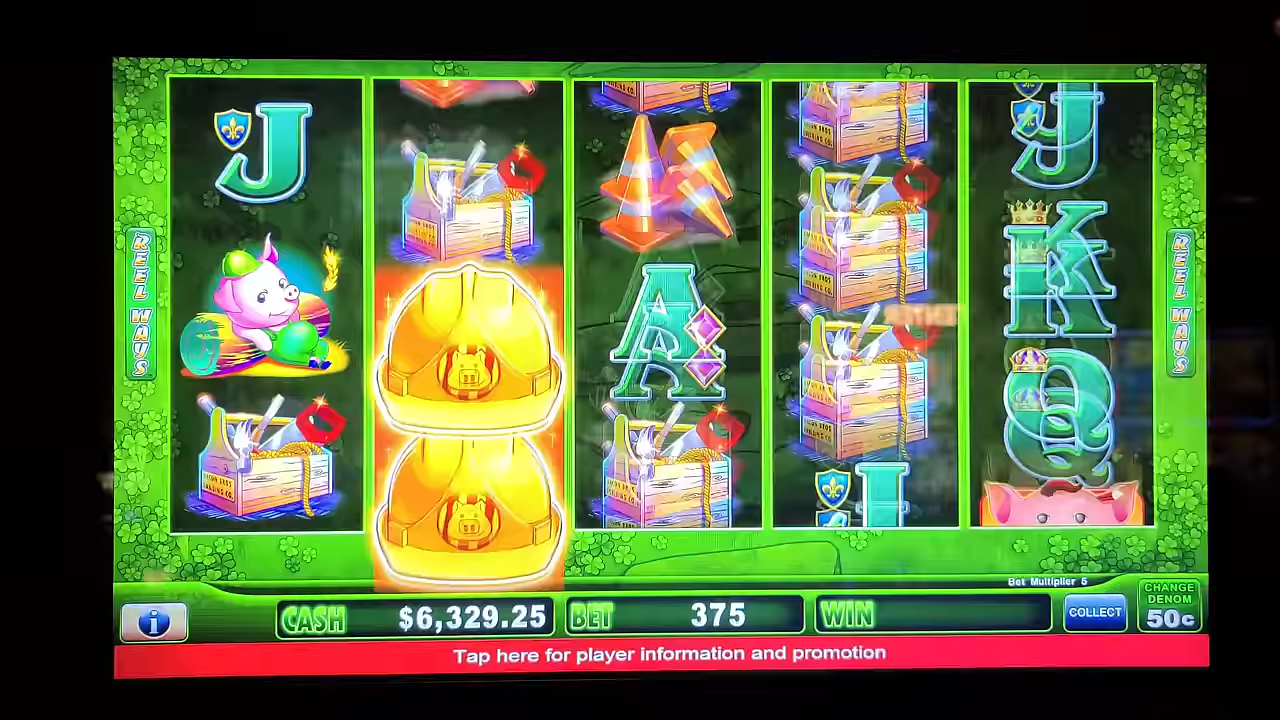 J
J
K
A
Q
J
REEL WAYS
REEL WAYS
Bet Multiplier 5
i
CASH $6,329.25 BET 375 WIN
COLLECT
CHANGE
DENOM
50¢
Tap here for player information and promotion